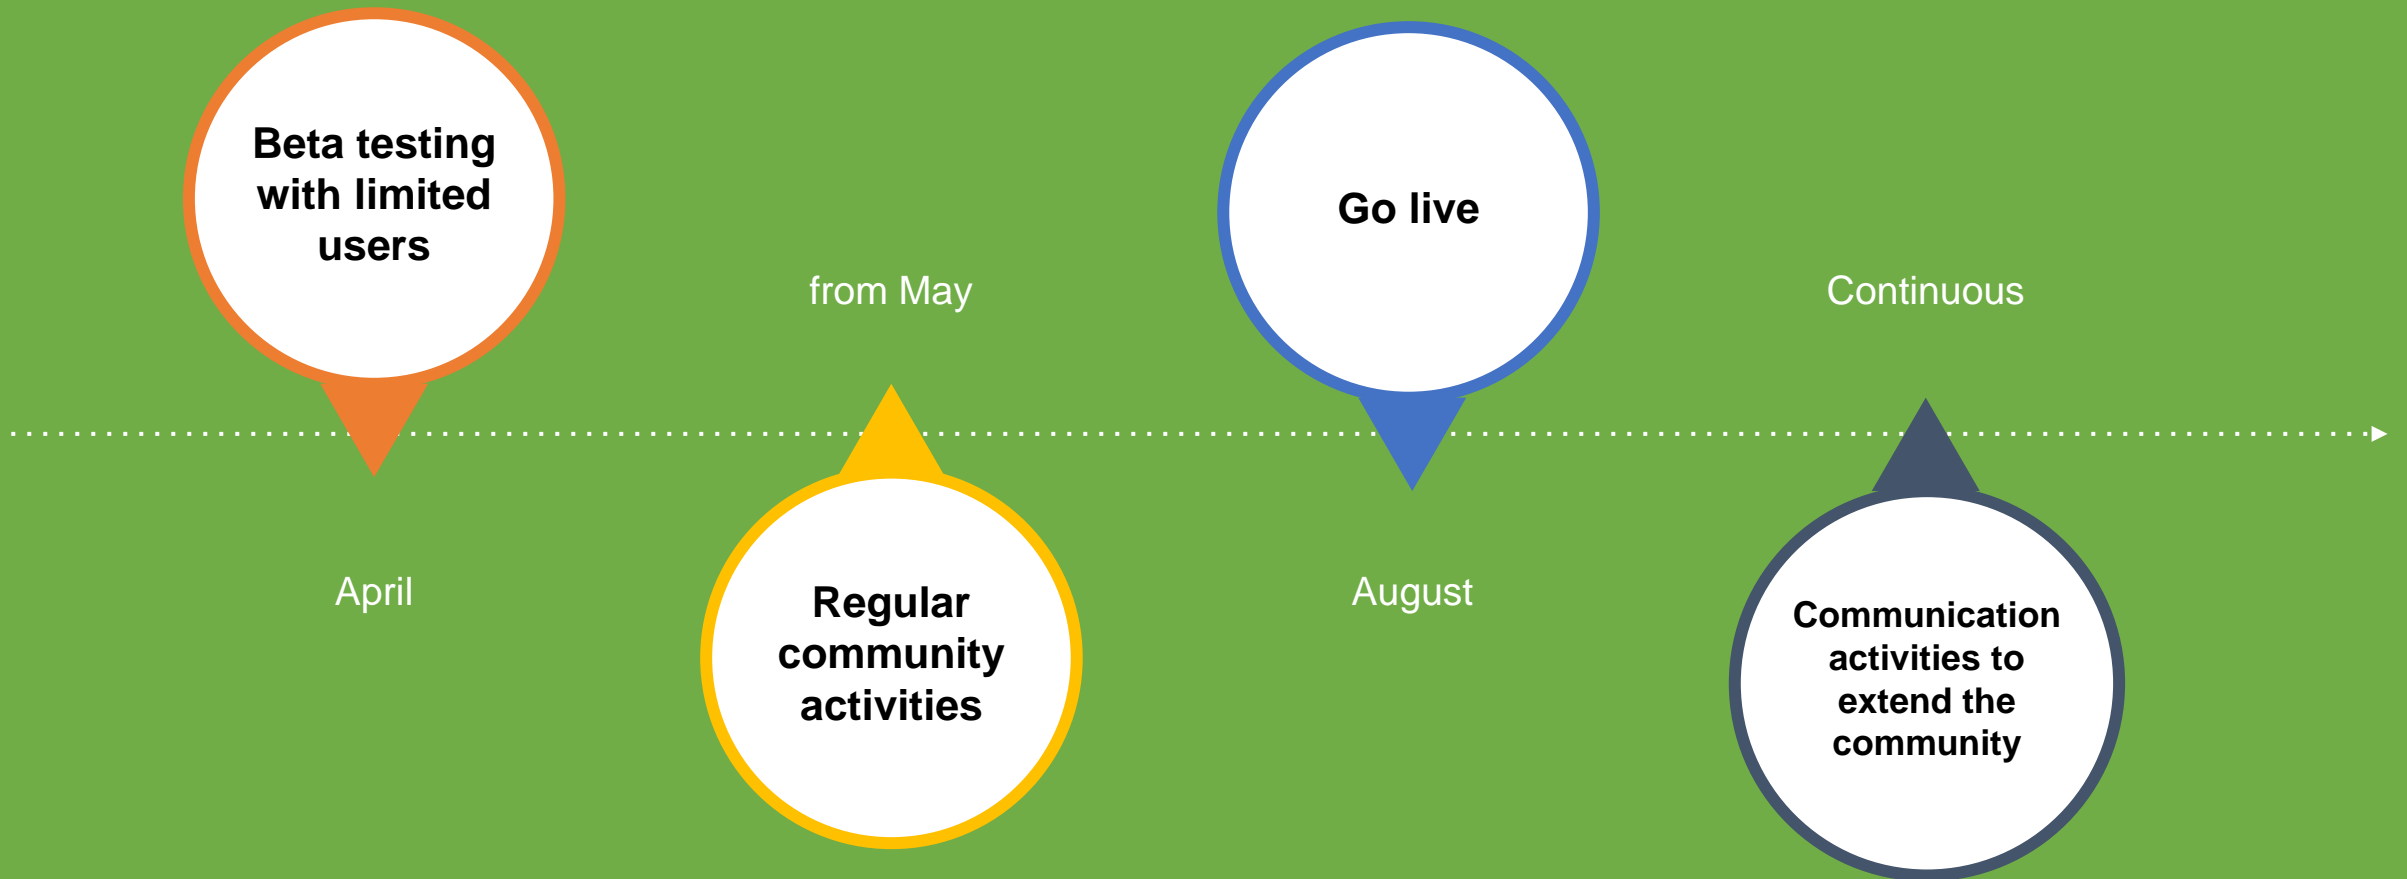 Beta testing
with limited
users
April
from May
Regular
community
activities
Go live
August
Continuous
Communication
activities to
extend the
community